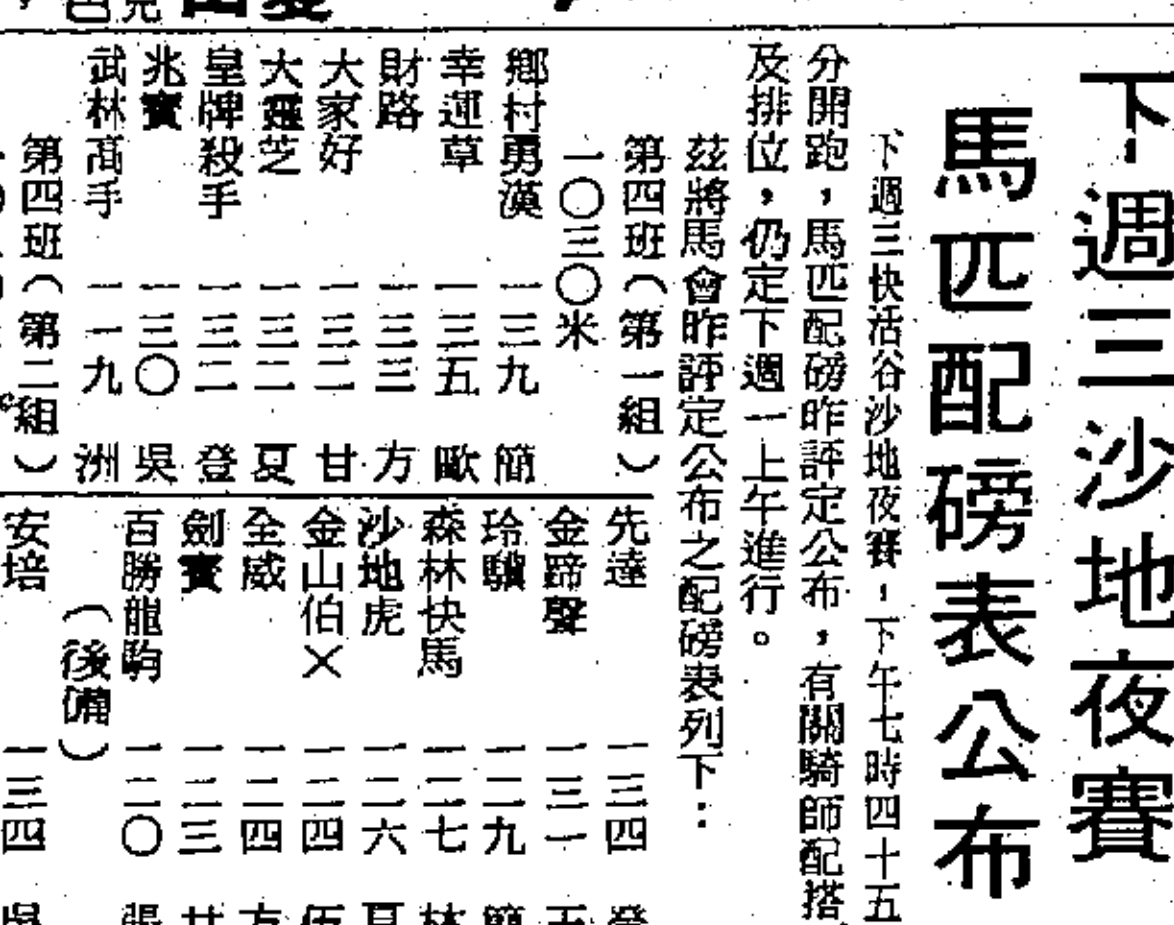 下週三沙地夜賽
馬匹配磅表公布
下週三快活谷沙地夜賽，下午七時四十五
分開跑，馬匹配磅昨評定公布，有關騎師配搭
及排位，仍定下週一上午進行。
茲將馬會昨評定公布之配磅表列下：
第四班（第一組）
一〇三〇米
鄉村勇漢 一三九 簡
幸運草 一三五 歐
財路 一三三 方
大家好 一三二 甘
大靈芝 一三二 夏
皇牌殺手 一三二 登
兆寶 一三〇 吳
武林高手 一一九 洲
第四班（第二組）
先達 一三四
金蹄聲 一三一
玲驥 一二九 簡
森林快馬 一二七 林
沙地虎 一二六 夏
金山伯×　一二四 伍
全威 一二四 方
劍寶 一二三 甘
百勝龍駒 一二〇 張
（後備）
安培 一三四 吳